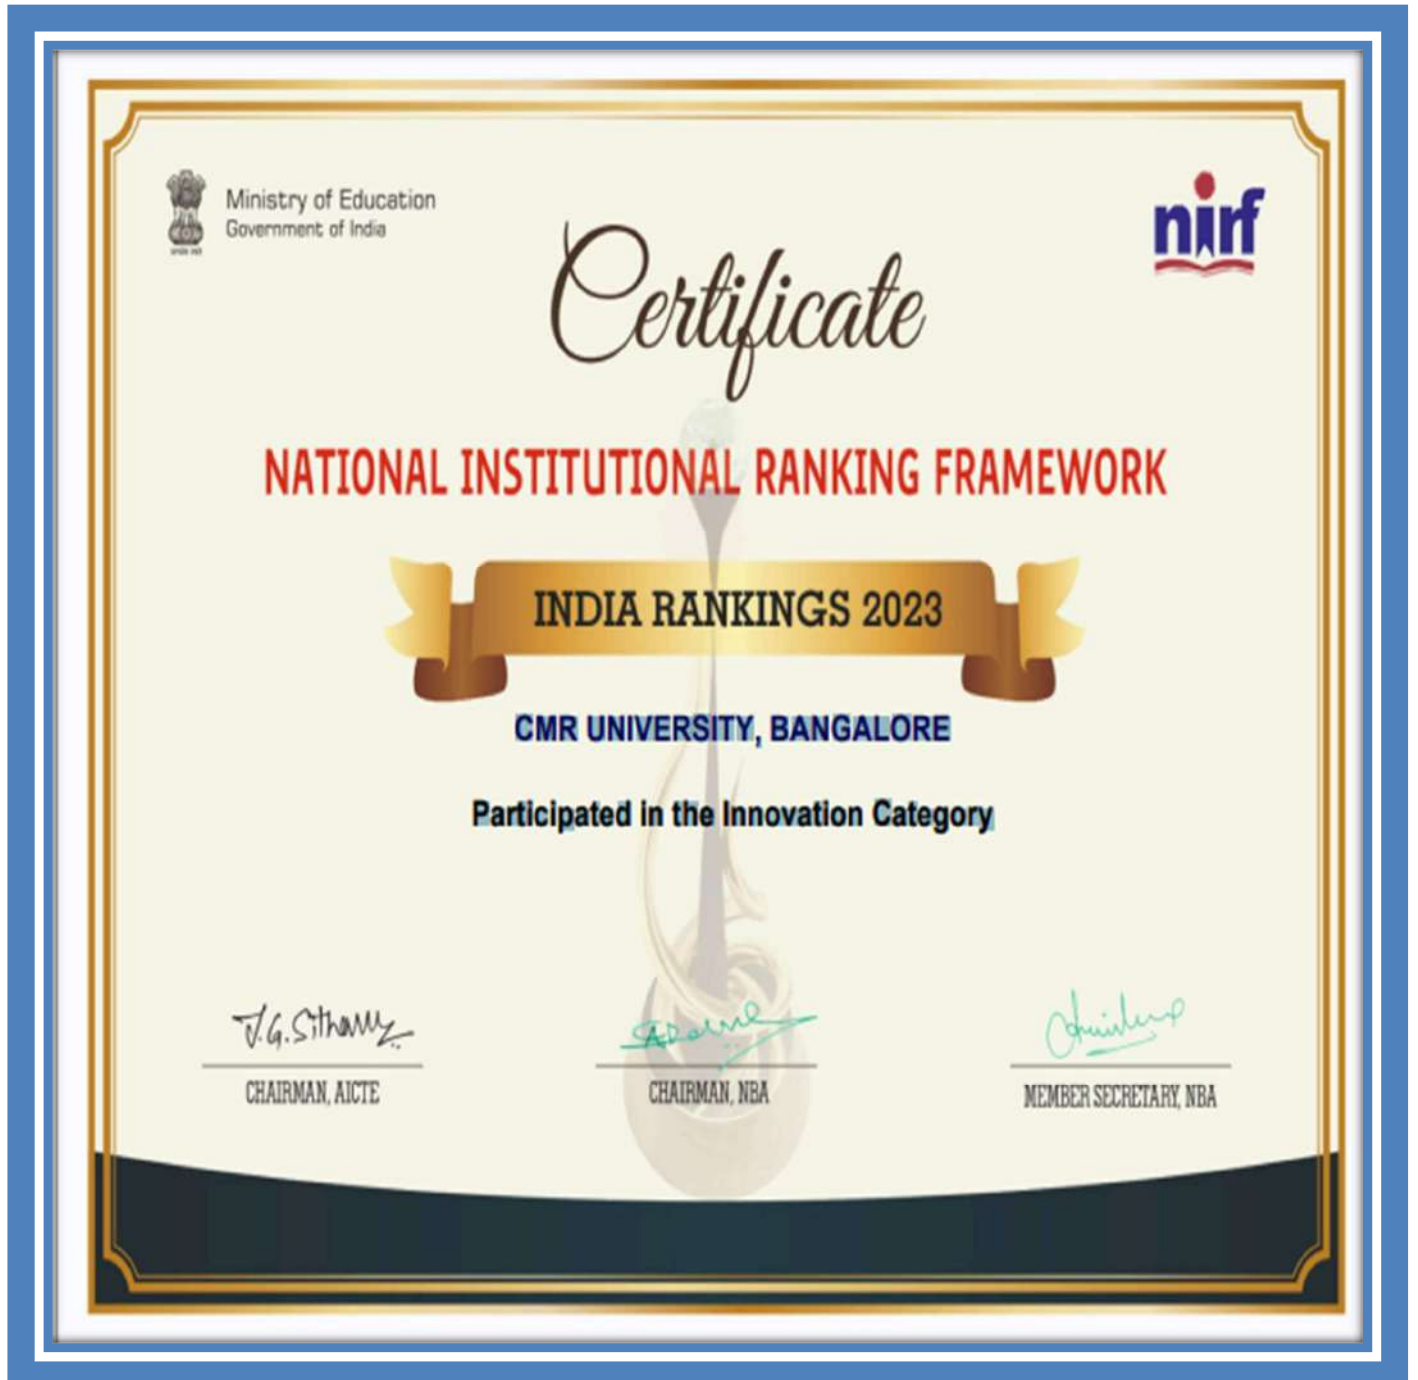 Ministry of Education
Government of India
nirf
Certificate
NATIONAL INSTITUTIONAL RANKING FRAMEWORK
INDIA RANKINGS 2023
CMR UNIVERSITY, BANGALORE
Participated in the Innovation Category
T.G. Sitharam
CHAIRMAN, AICTE
CHAIRMAN, NBA
MEMBER SECRETARY, NBA